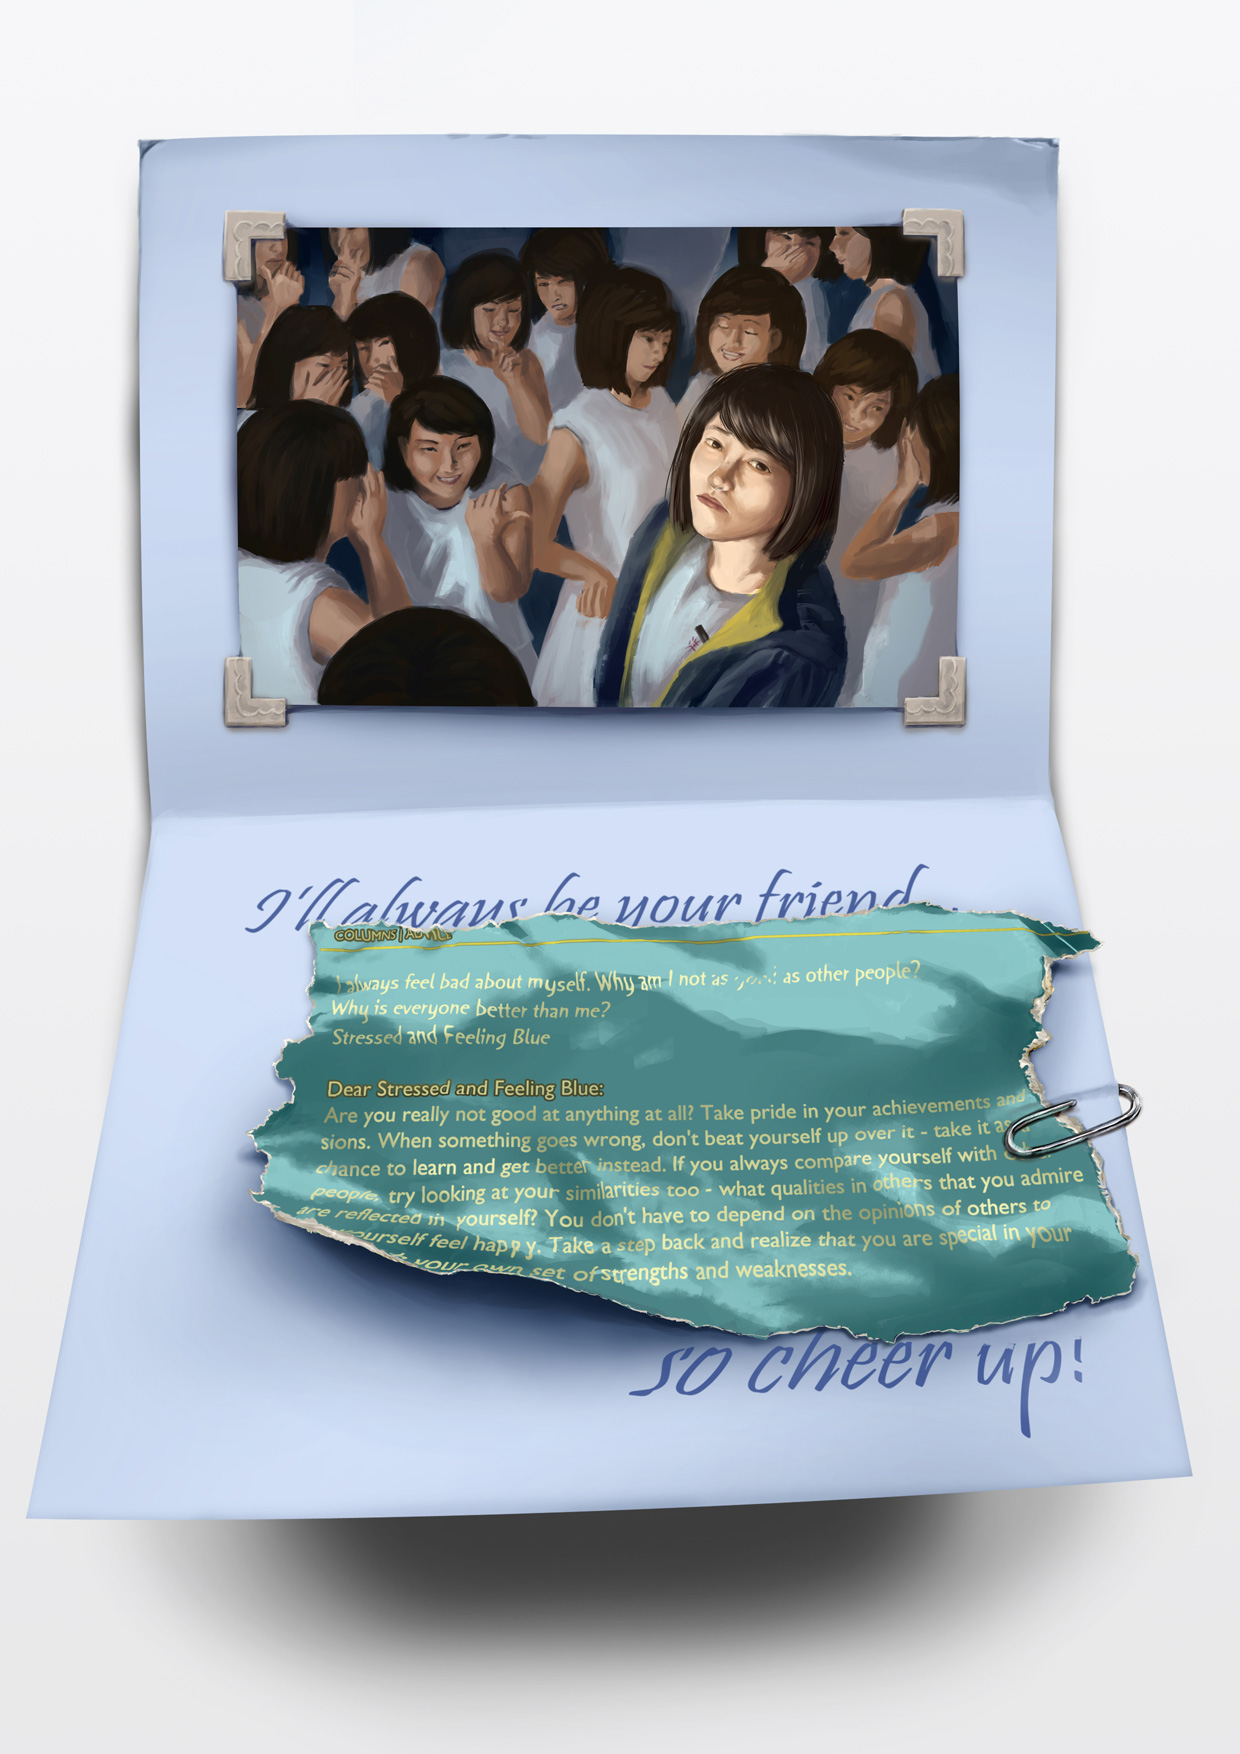 I'll always be your friend...
COLUMNS | ADVICE
I always feel bad about myself. Why am I not as good as other people?
Why is everyone better than me?
Stressed and Feeling Blue
Dear Stressed and Feeling Blue:
Are you really not good at anything at all? Take pride in your achievements and
sions. When something goes wrong, don't beat yourself up over it - take it as a
chance to learn and get better instead. If you always compare yourself with
people, try looking at your similarities too - what qualities in others that you admire
are reflected in yourself? You don't have to depend on the opinions of others to
yourself feel happy. Take a step back and realize that you are special in your
your own set of strengths and weaknesses.
so cheer up!